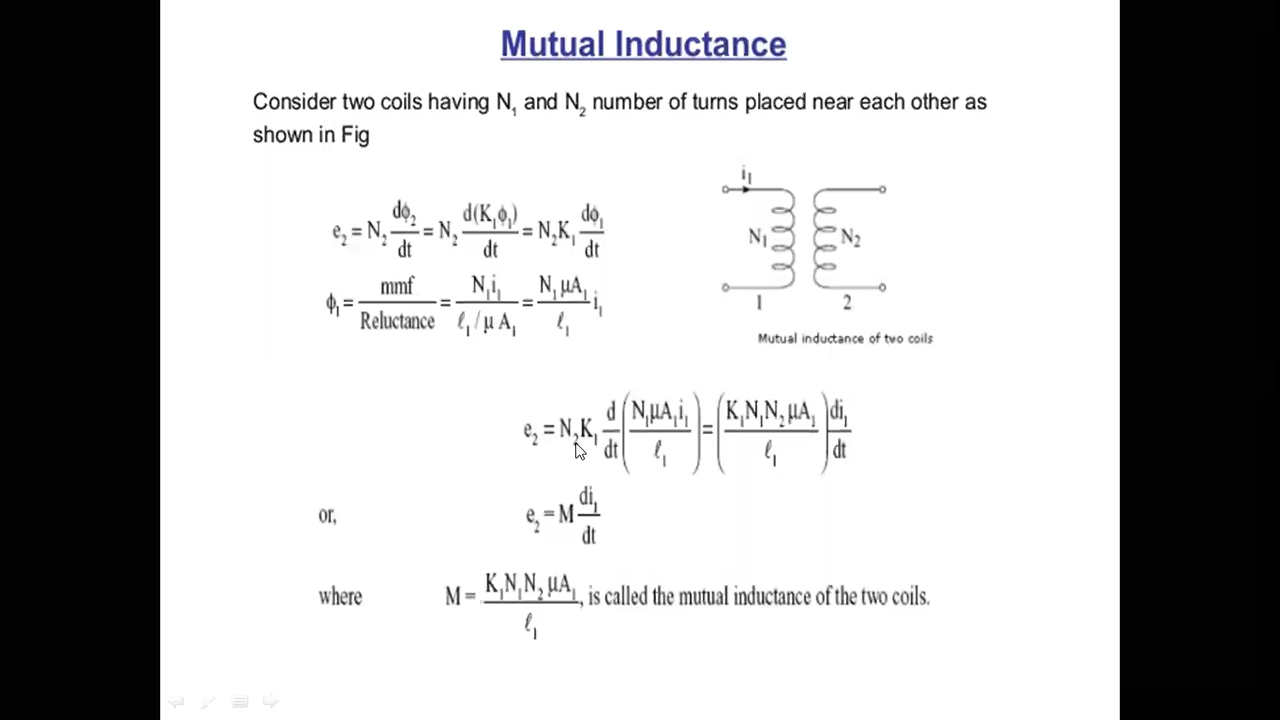 Mutual Inductance
Consider two coils having N₁ and N₂ number of turns placed near each other as
shown in Fig
e₂ = N₂ dϕ₂/dt = N₂ d(K₁ϕ₁)/dt = N₂K₁ dϕ₁/dt
ϕ₁ = mmf/Reluctance = N₁i₁/(ℓ₁/μ A₁) = (N₁μA₁/ℓ₁) i₁
i₁
N₁ N₂
1 2
Mutual inductance of two coils
e₂ = N₂K₁ d/dt (N₁μA₁i₁/ℓ₁) = (K₁N₁N₂μA₁/ℓ₁) di₁/dt
or, e₂ = M di₁/dt
where M = K₁N₁N₂μA₁/ℓ₁, is called the mutual inductance of the two coils.